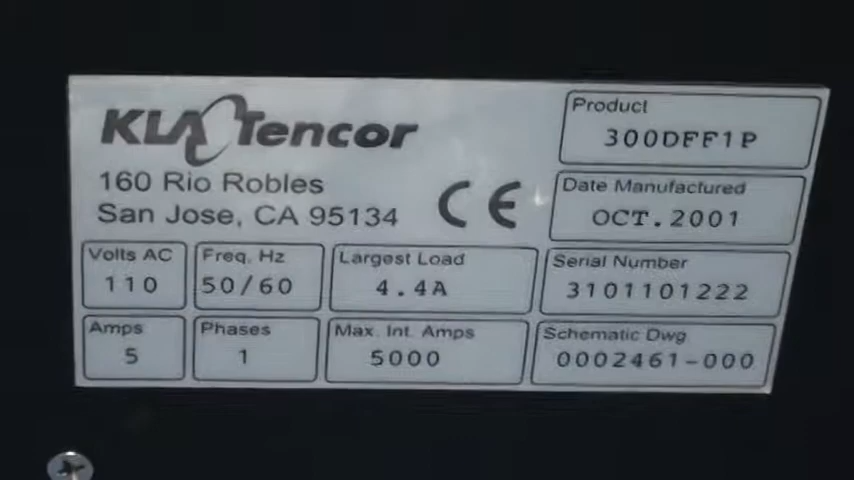 KLA Tencor
160 Rio Robles
San Jose, CA 95134
CE
Product
300DFF1P
Date Manufactured
OCT.2001
Volts AC
110
Freq. Hz
50/60
Largest Load
4.4A
Serial Number
3101101222
Amps
5
Phases
1
Max. Int. Amps
5000
Schematic Dwg
0002461-000